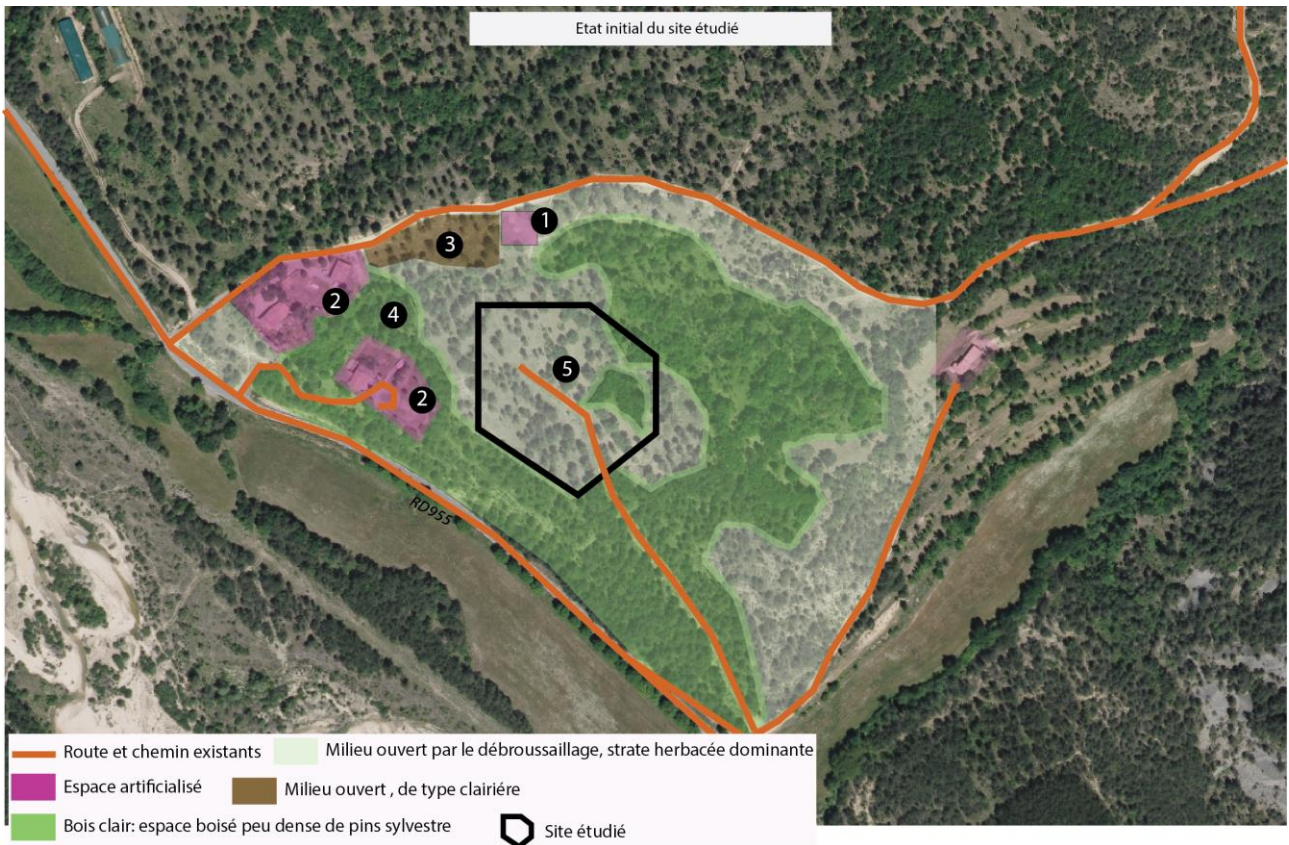 Etat initial du site étudié
1
3
2
4
5
2
RD955
Route et chemin existants
Milieu ouvert par le débroussaillage, strate herbacée dominante
Espace artificialisé
Milieu ouvert , de type clairiére
Bois clair: espace boisé peu dense de pins sylvestre
Site étudié